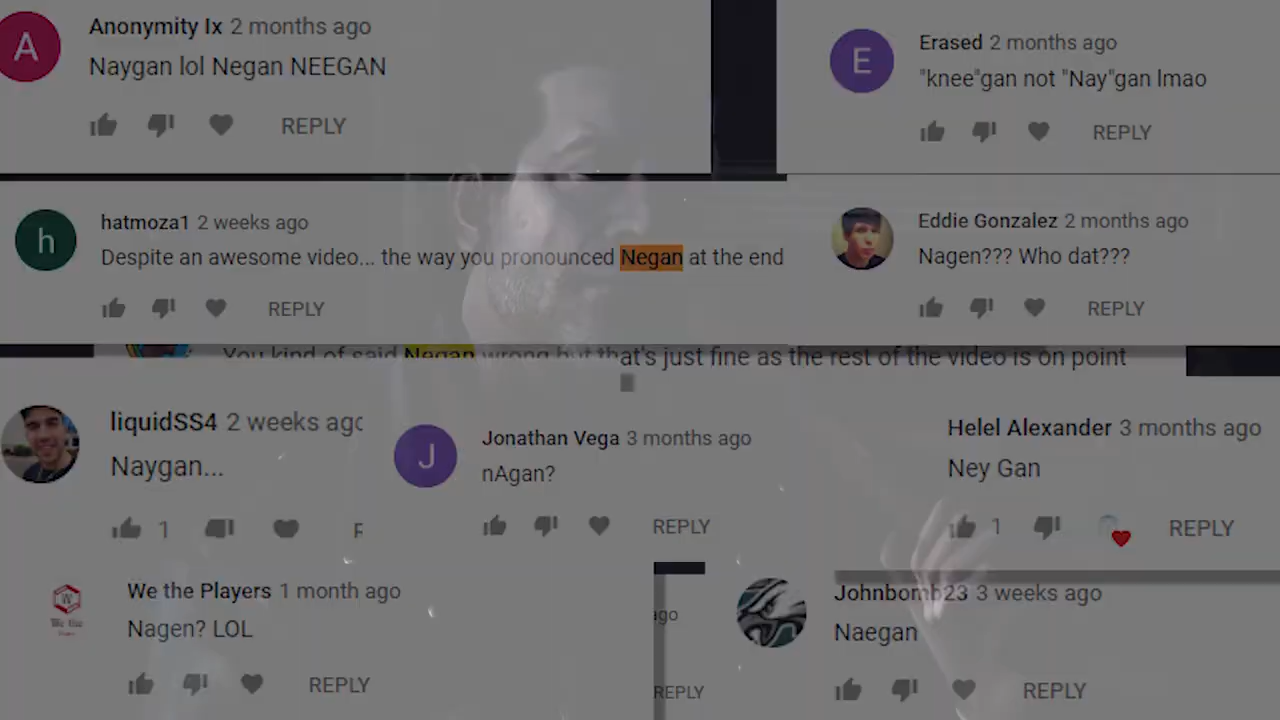 A
Anonymity Ix 2 months ago
Naygan lol Negan NEEGAN
REPLY
E
Erased 2 months ago
"knee"gan not "Nay"gan lmao
REPLY
h
hatmoza1 2 weeks ago
Despite an awesome video... the way you pronounced Negan at the end
REPLY
Eddie Gonzalez 2 months ago
Nagen??? Who dat???
REPLY
You kind of said Negan wrong but that's just fine as the rest of the video is on point
liquidSS4 2 weeks ago
Naygan...
1
J
Jonathan Vega 3 months ago
nAgan?
REPLY
Helel Alexander 3 months ago
Ney Gan
1 REPLY
We the Players 1 month ago
Nagen? LOL
REPLY
ago
REPLY
Johnbomb23 3 weeks ago
Naegan
REPLY